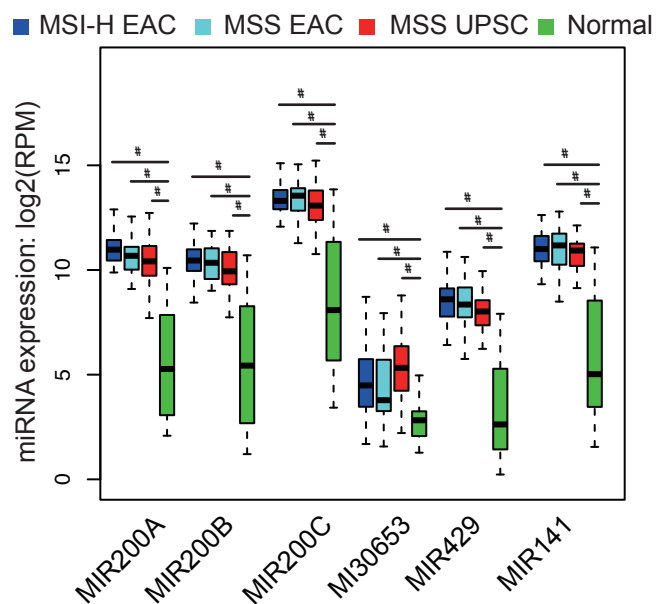 MSI-H EAC MSS EAC MSS UPSC Normal
# # #
# # #
# # #
# # #
# # #
# # #
miRNA expression: log2(RPM)
15
10
5
0
MIR200A
MIR200B
MIR200C
MI30653
MIR429
MIR141